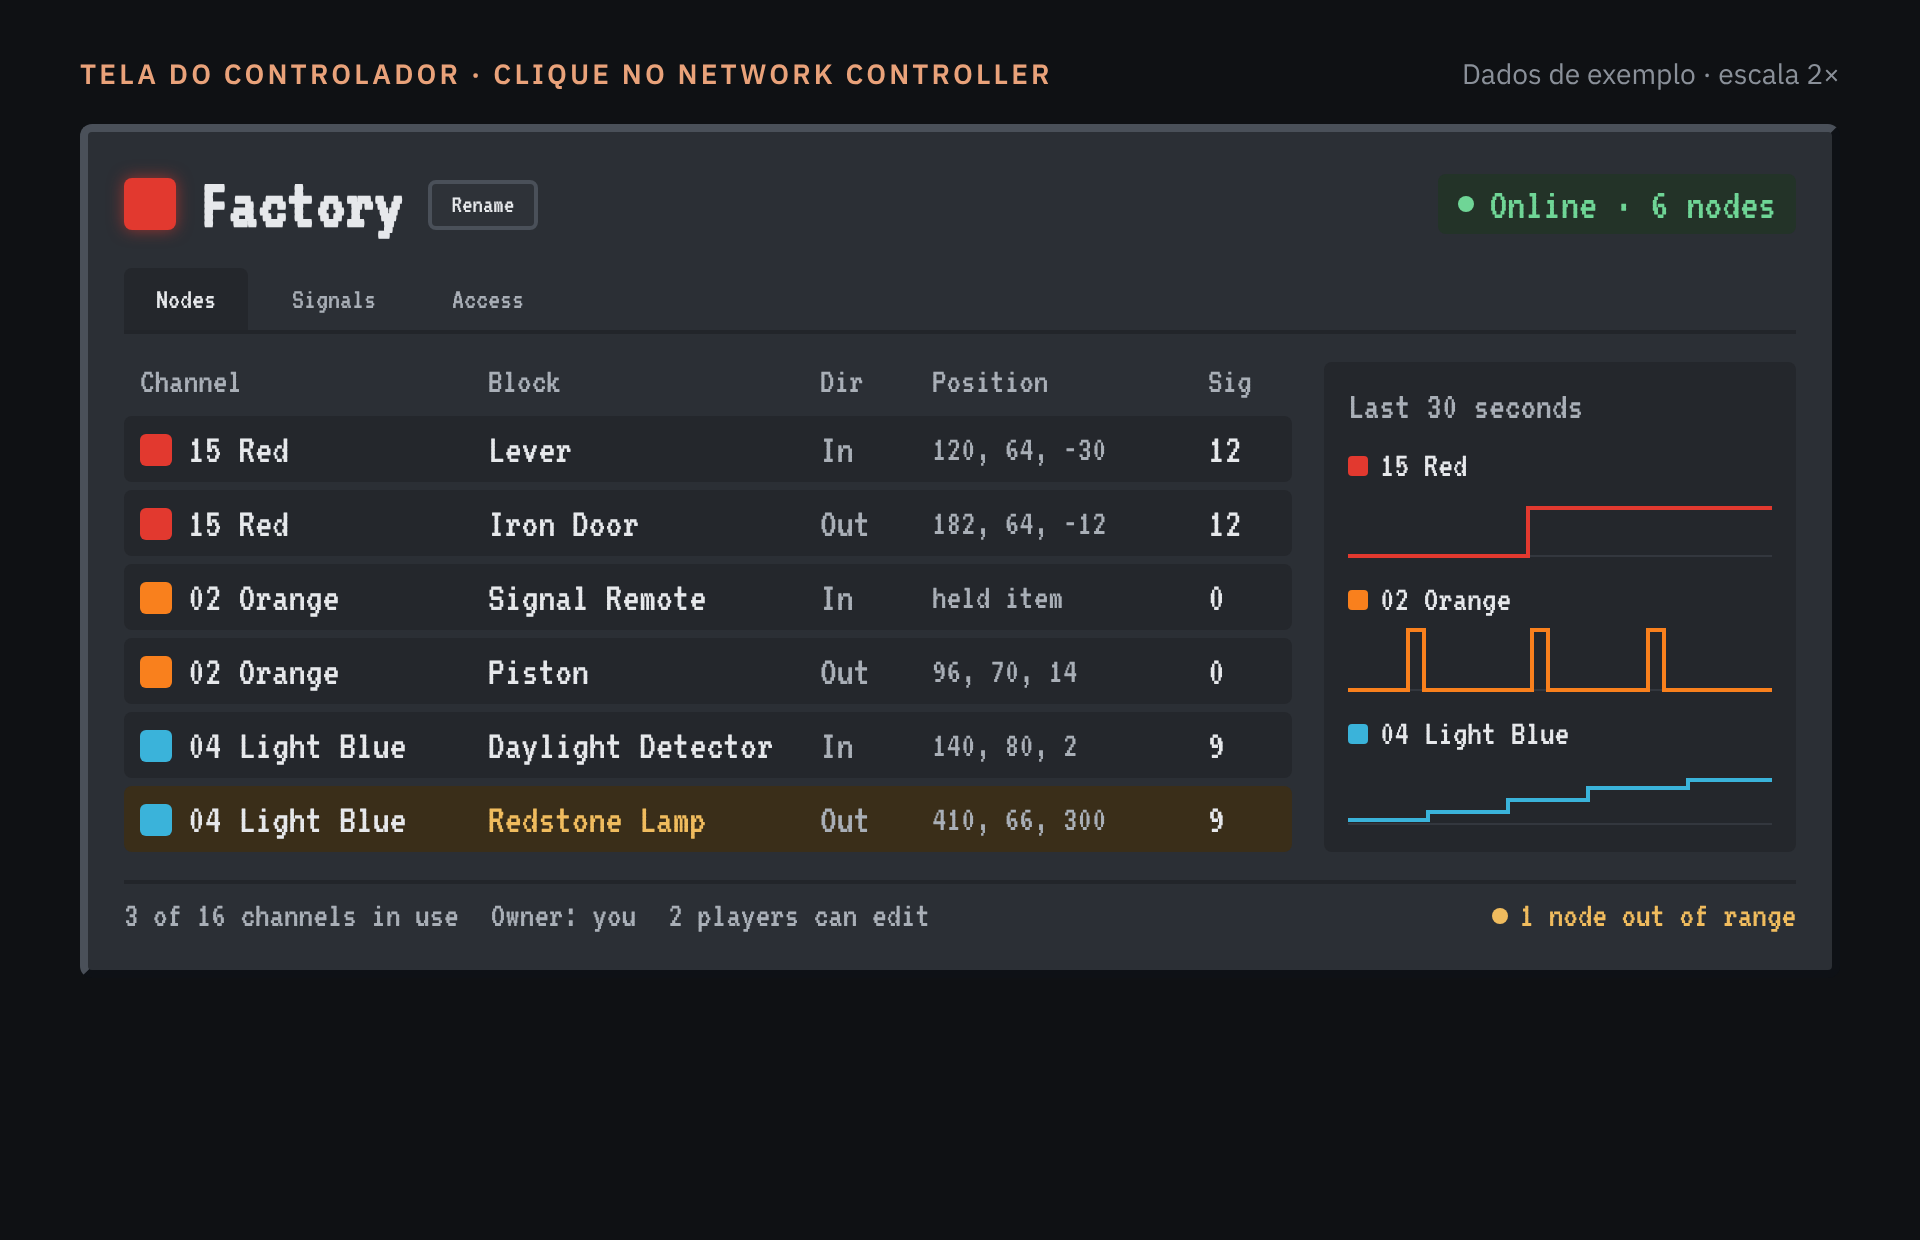 TELA DO CONTROLADOR · CLIQUE NO NETWORK CONTROLLER
Dados de exemplo · escala 2×
Factory
Rename
Online · 6 nodes
Nodes Signals Access
Channel Block Dir Position Sig
15 Red Lever In 120, 64, -30 12
15 Red Iron Door Out 182, 64, -12 12
02 Orange Signal Remote In held item 0
02 Orange Piston Out 96, 70, 14 0
04 Light Blue Daylight Detector In 140, 80, 2 9
04 Light Blue Redstone Lamp Out 410, 66, 300 9
Last 30 seconds
15 Red
02 Orange
04 Light Blue
3 of 16 channels in use Owner: you 2 players can edit
1 node out of range